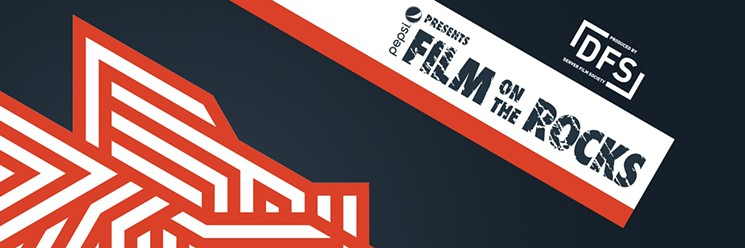 pepsi
PRESENTS
FILM ON
THE ROCKS
PRODUCED BY
DFS
DENVER FILM SOCIETY